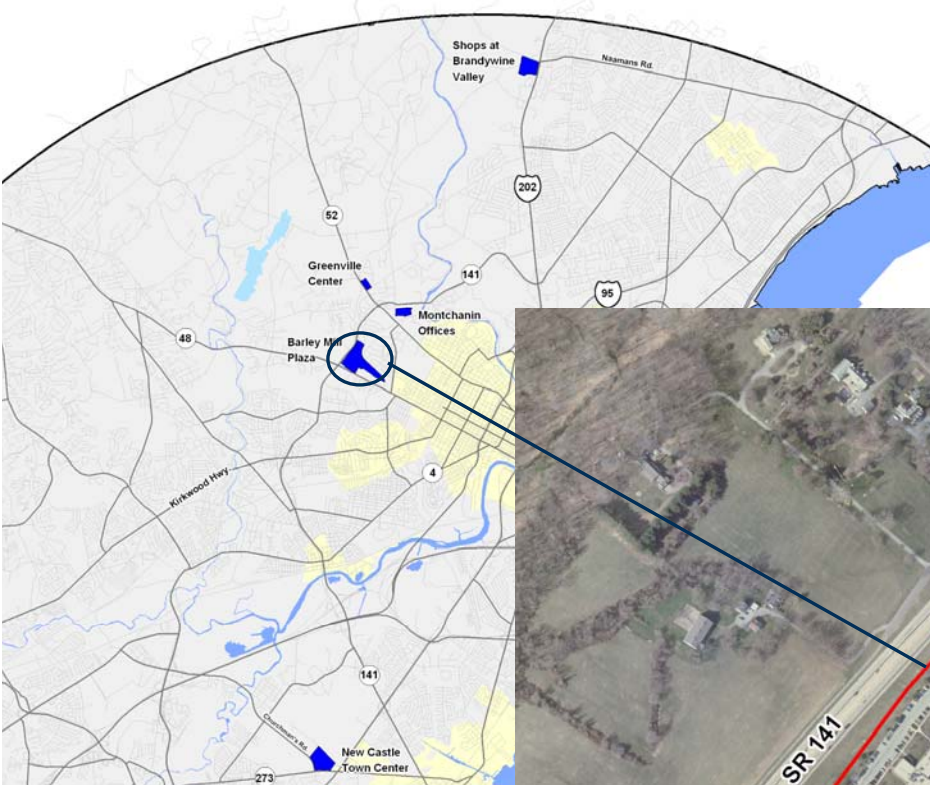 Shops at
Brandywine
Valley
Naamans Rd.
202
52
Greenville
Center
141
95
Montchanin
Offices
48
Barley Mill
Plaza
4
Kirkwood Hwy
141
SR 141
Churchman's Rd.
New Castle
Town Center
273